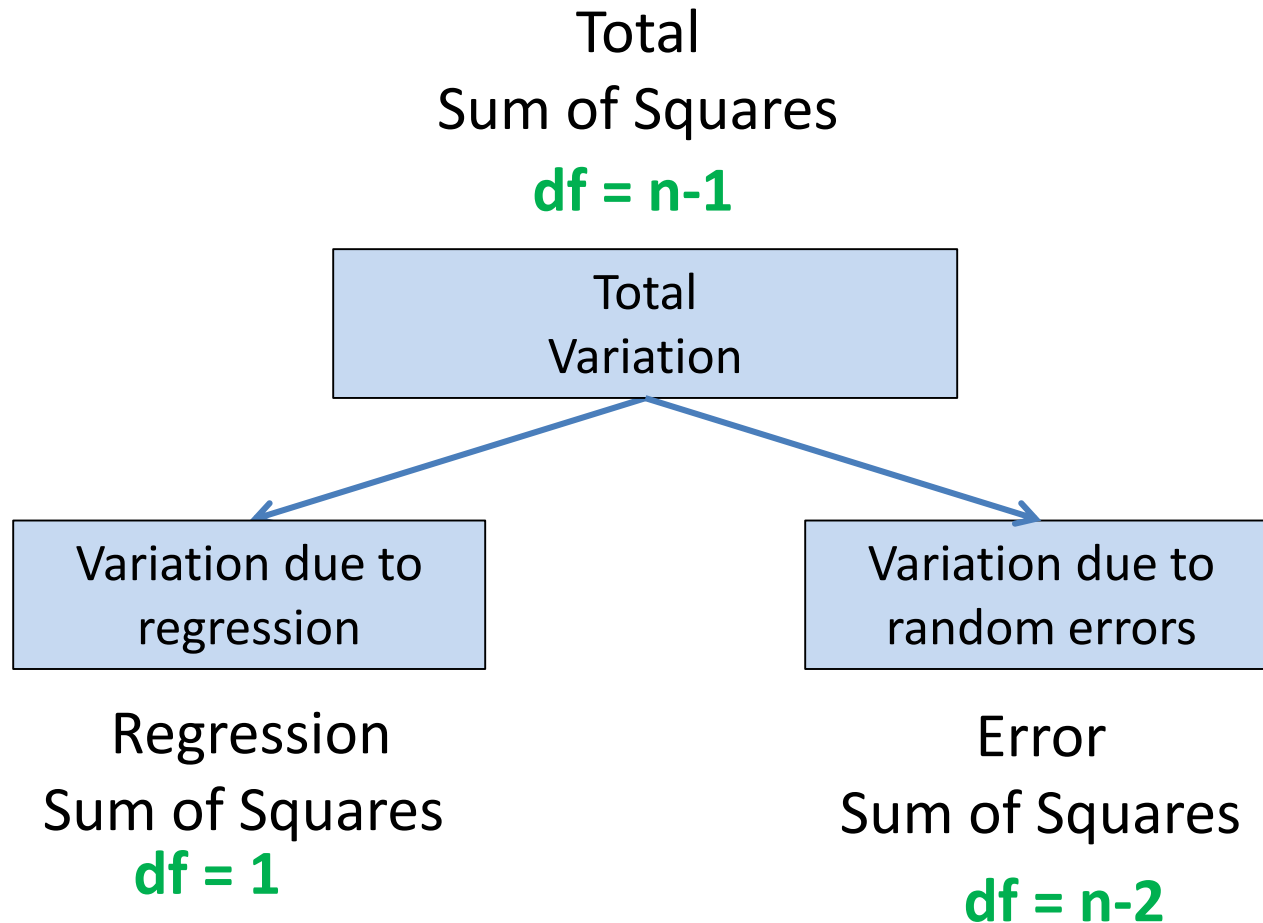 Total
Sum of Squares
df = n-1
Total
Variation
Variation due to
regression
Variation due to
random errors
Regression
Sum of Squares
df = 1
Error
Sum of Squares
df = n-2